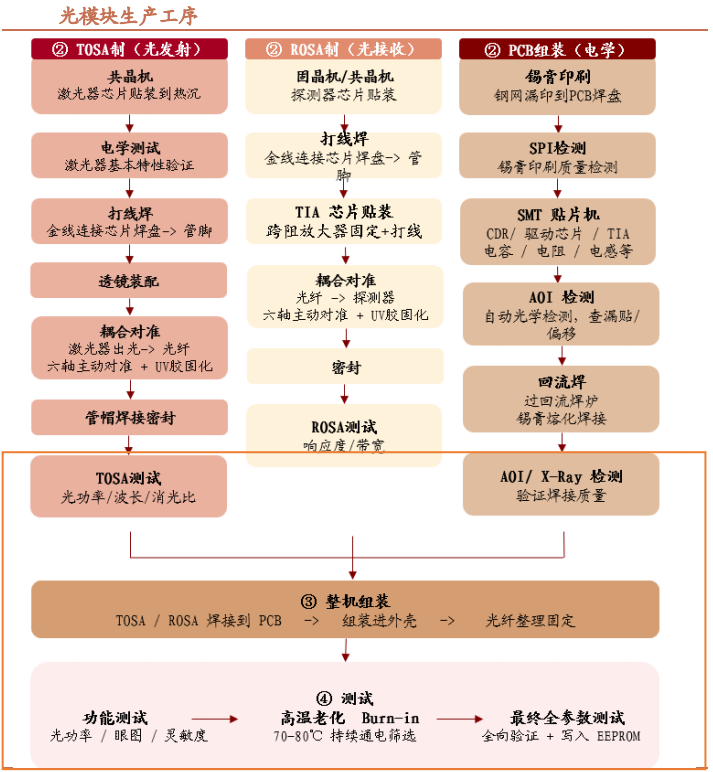 光模块生产工序
② TOSA制（光发射）
共晶机
激光器芯片贴装到热沉
电学测试
激光器基本特性验证
打线焊
金线连接芯片焊盘-> 管脚
透镜装配
耦合对准
激光器出光-> 光纤
六轴主动对准 + UV胶固化
管帽焊接密封
TOSA测试
光功率/波长/消光比
② ROSA制（光接收）
固晶机/共晶机
探测器芯片贴装
打线焊
金线连接芯片焊盘-> 管
脚
TIA 芯片贴装
跨阻放大器固定+打线
耦合对准
光纤 -> 探测器
六轴主动对准 + UV胶固化
密封
ROSA测试
响应度/带宽
② PCB组装（电学）
锡膏印刷
钢网漏印到PCB焊盘
SPI检测
锡膏印刷质量检测
SMT 贴片机
CDR/ 驱动芯片 / TIA
电容 / 电阻 / 电感等
AOI 检测
自动光学检测，查漏贴/
偏移
回流焊
过回流焊炉
锡膏熔化焊接
AOI/ X-Ray 检测
验证焊接质量
③ 整机组装
TOSA / ROSA 焊接到 PCB -> 组装进外壳 -> 光纤整理固定
④ 测试
功能测试
光功率 / 眼图 / 灵敏度
高温老化 Burn-in
70-80℃ 持续通电筛选
最终全参数测试
全向验证 + 写入 EEPROM